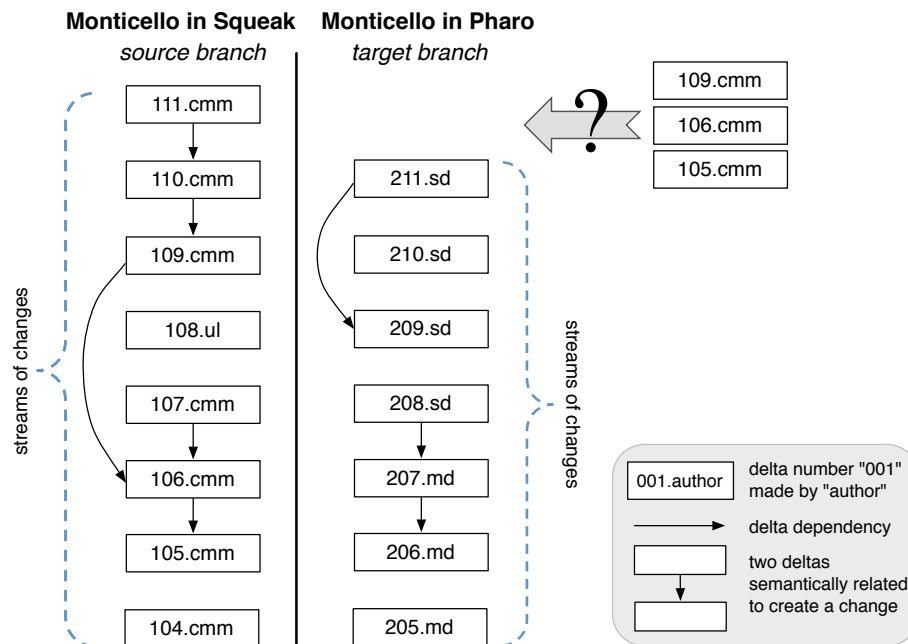 Monticello in Squeak
source branch
Monticello in Pharo
target branch
111.cmm
110.cmm
109.cmm
108.ul
107.cmm
106.cmm
105.cmm
104.cmm
streams of changes
211.sd
210.sd
209.sd
208.sd
207.md
206.md
205.md
streams of changes
?
109.cmm
106.cmm
105.cmm
001.author
delta number "001"
made by "author"
delta dependency
two deltas
semantically related
to create a change